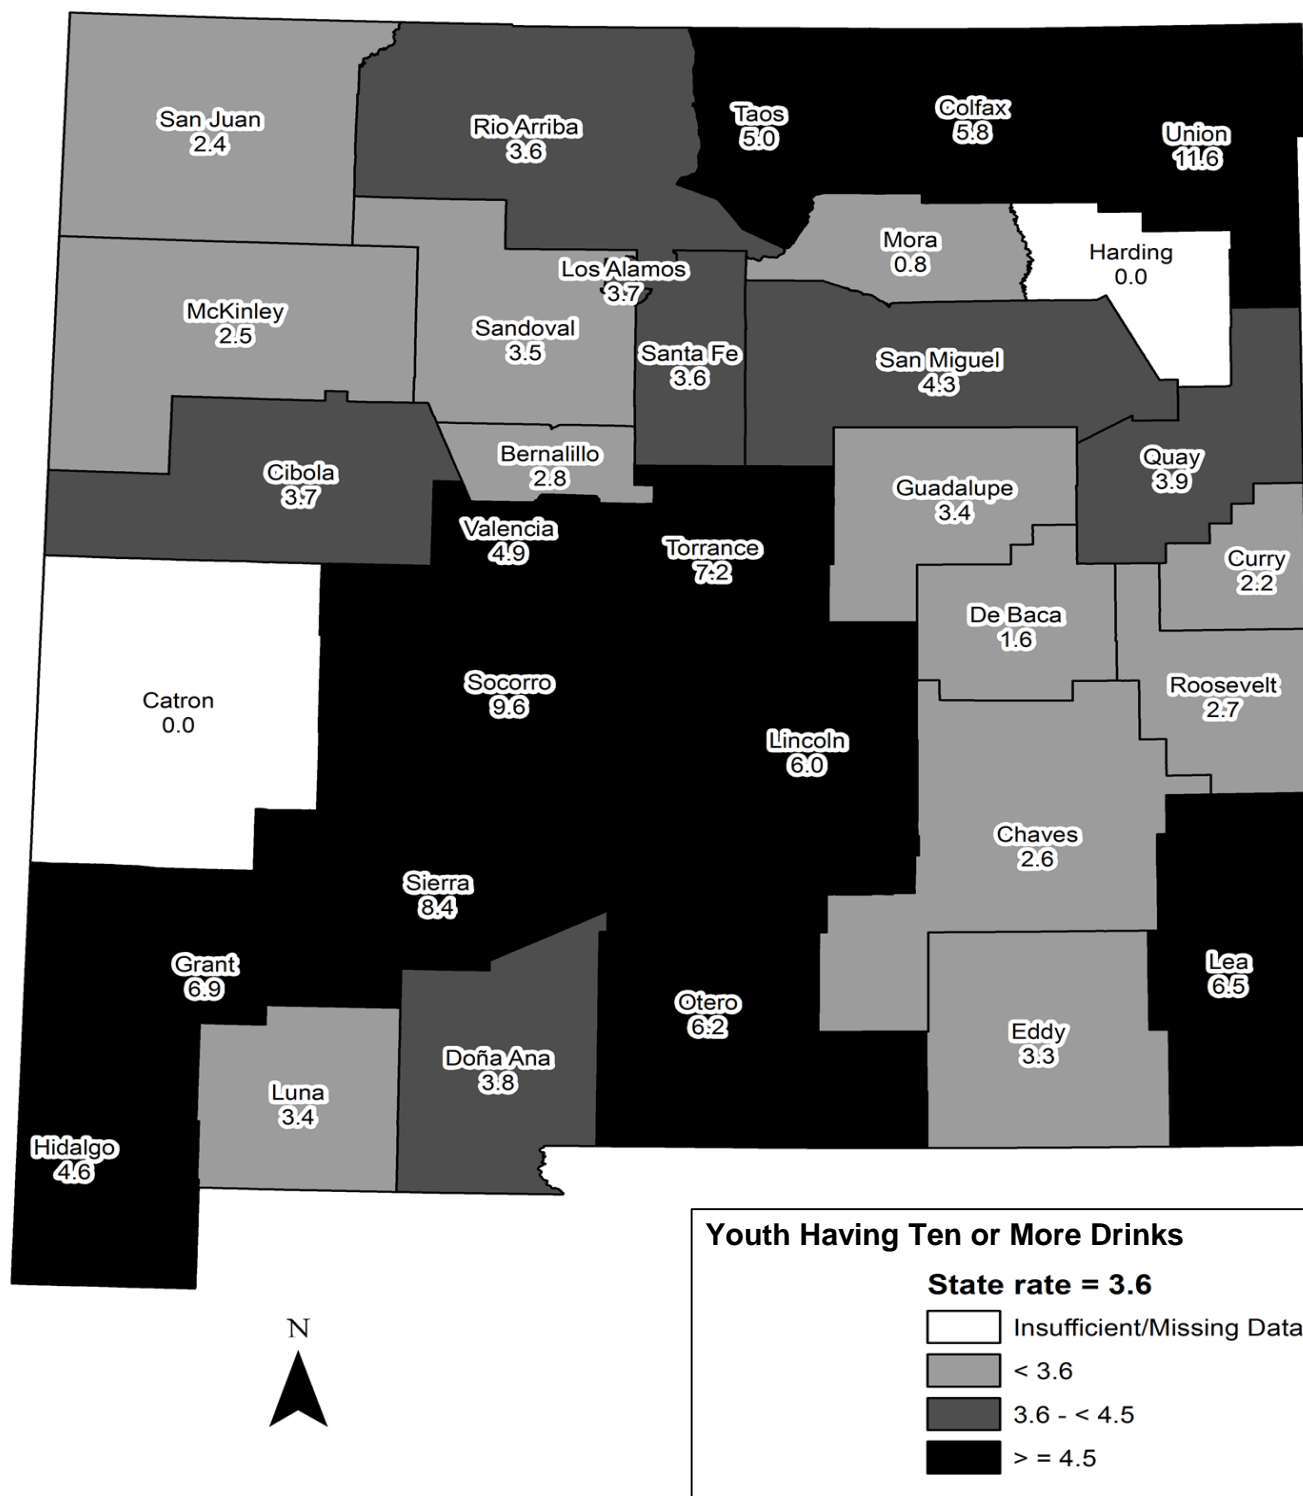 San Juan
2.4
Rio Arriba
3.6
Taos
5.0
Colfax
5.8
Union
11.6
Mora
0.8
Harding
0.0
Los Alamos
3.7
McKinley
2.5
Sandoval
3.5
Santa Fe
3.6
San Miguel
4.3
Cibola
3.7
Bernalillo
2.8
Guadalupe
3.4
Quay
3.9
Valencia
4.9
Torrance
7.2
Curry
2.2
De Baca
1.6
Catron
0.0
Socorro
9.6
Roosevelt
2.7
Lincoln
6.0
Chaves
2.6
Sierra
8.4
Grant
6.9
Otero
6.2
Lea
6.5
Doña Ana
3.8
Eddy
3.3
Luna
3.4
Hidalgo
4.6
Youth Having Ten or More Drinks
State rate = 3.6
Insufficient/Missing Data
< 3.6
3.6 - < 4.5
> = 4.5
N